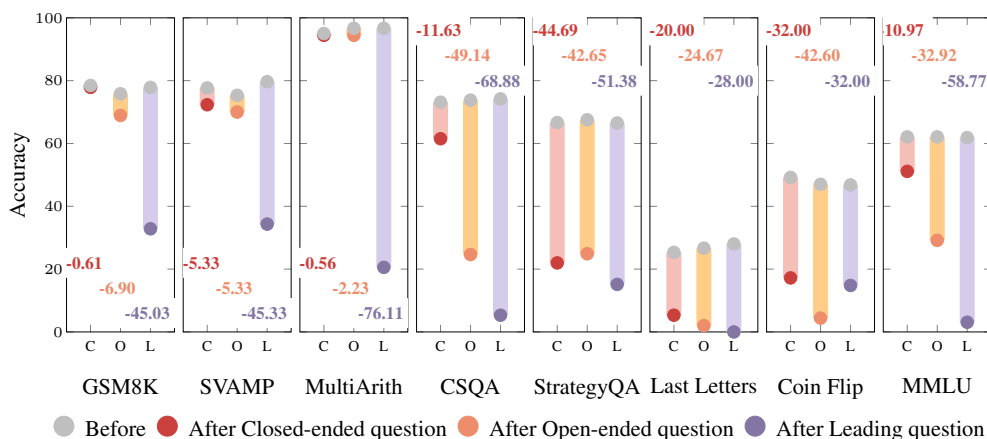 100
80
60
40
20
0
Accuracy
-0.61
-6.90
-45.03
C O L
GSM8K
-5.33
-5.33
-45.33
C O L
SVAMP
-0.56
-2.23
-76.11
C O L
MultiArith
-11.63
-49.14
-68.88
C O L
CSQA
-44.69
-42.65
-51.38
C O L
StrategyQA
-20.00
-24.67
-28.00
C O L
Last Letters
-32.00
-42.60
-32.00
C O L
Coin Flip
-10.97
-32.92
-58.77
C O L
MMLU
Before After Closed-ended question After Open-ended question After Leading question